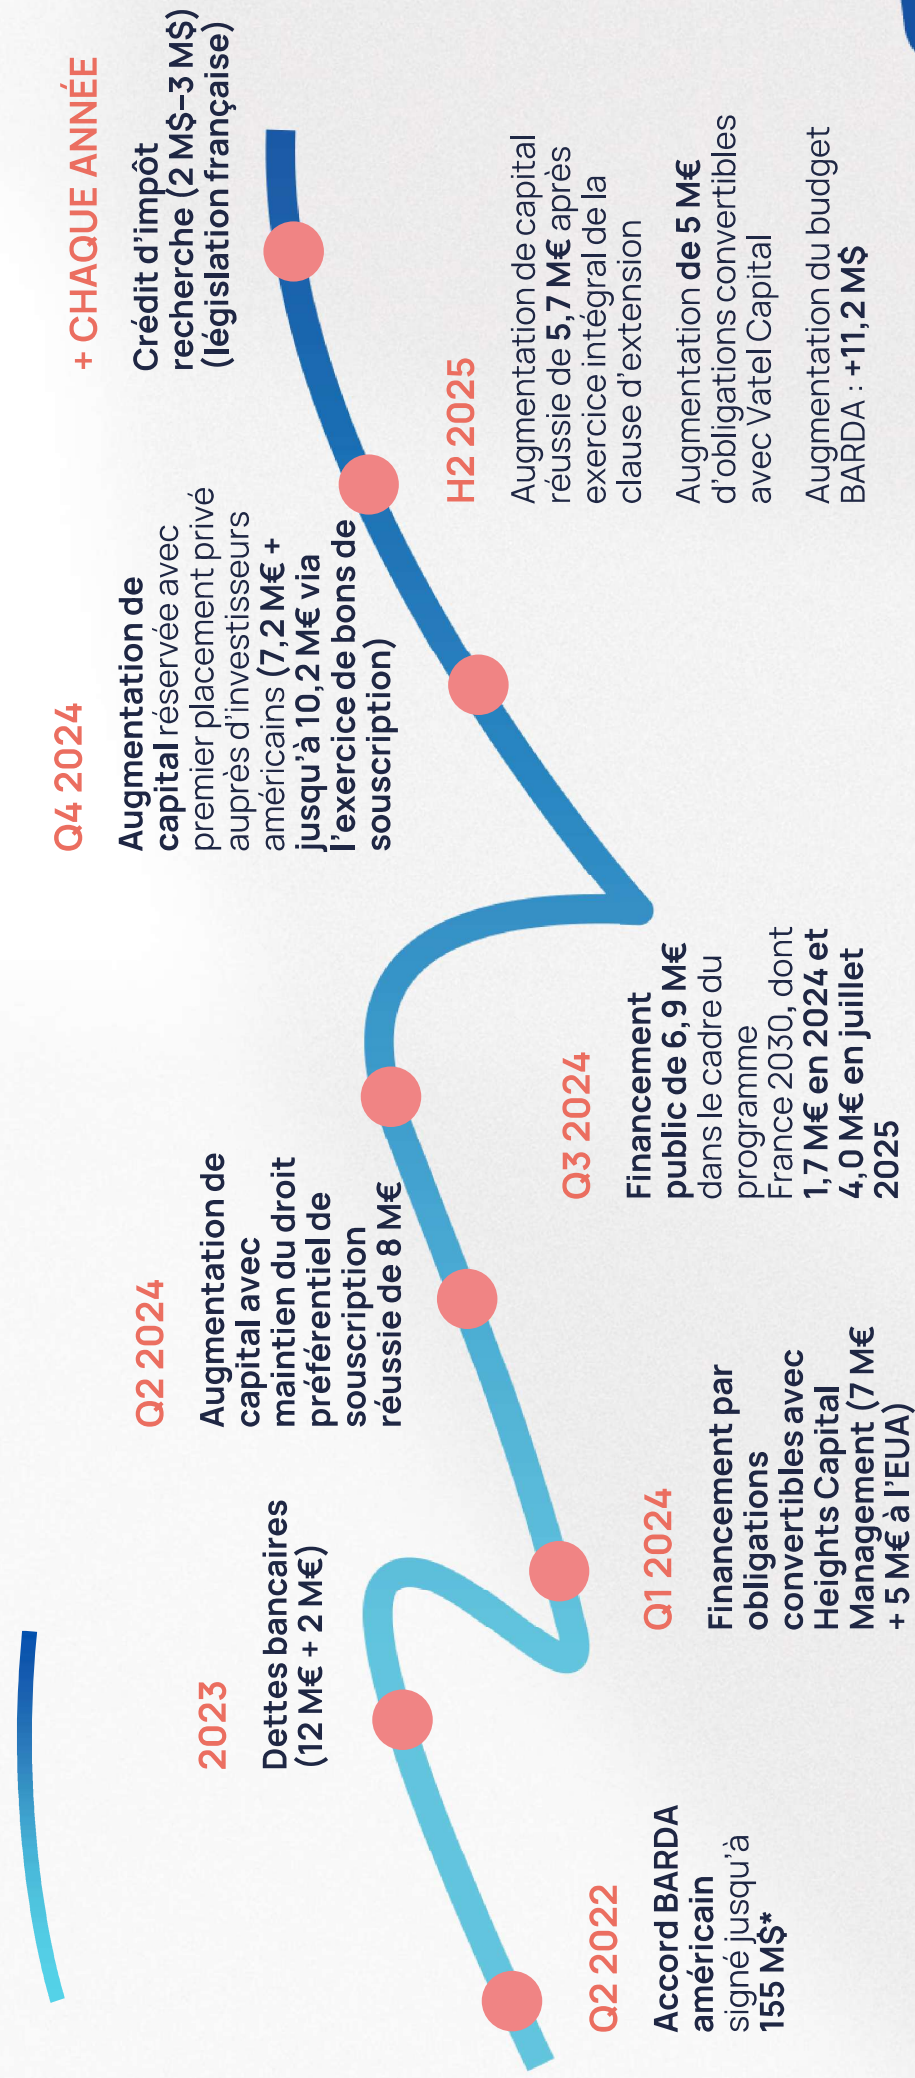 Q2 2022
Accord BARDA
américain
signé jusqu'à
155 M$*
2023
Dettes bancaires
(12 M€ + 2 M€)
Q1 2024
Financement par
obligations
convertibles avec
Heights Capital
Management (7 M€
+ 5 M€ à l'EUA)
Q2 2024
Augmentation de
capital avec
maintien du droit
préférentiel de
souscription
réussie de 8 M€
Q3 2024
Financement
public de 6,9 M€
dans le cadre du
programme
France 2030, dont
1,7 M€ en 2024 et
4,0 M€ en juillet
2025
Q4 2024
Augmentation de
capital réservée avec
premier placement privé
auprès d'investisseurs
américains (7,2 M€ +
jusqu'à 10,2 M€ via
l'exercice de bons de
souscription)
H2 2025
Augmentation de capital
réussie de 5,7 M€ après
exercice intégral de la
clause d'extension
Augmentation de 5 M€
d'obligations convertibles
avec Vatel Capital
Augmentation du budget
BARDA : +11,2 M$
+ CHAQUE ANNÉE
Crédit d'impôt
recherche (2 M$–3 M$)
(législation française)